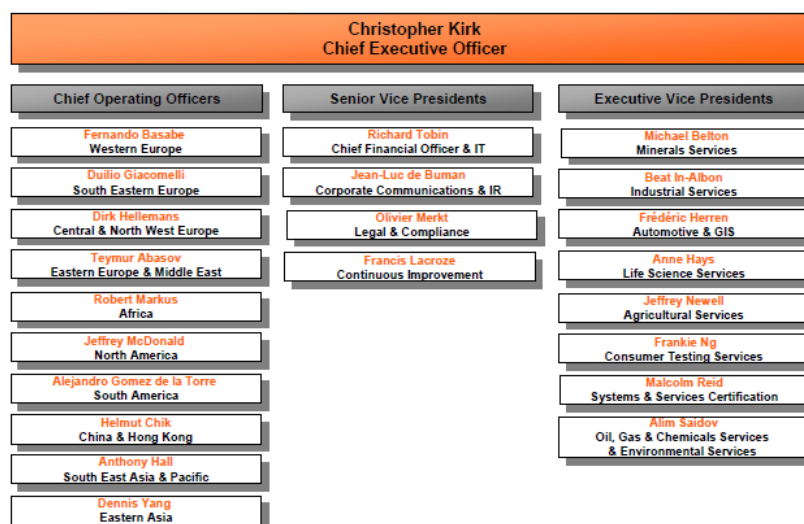 Christopher Kirk
Chief Executive Officer
Chief Operating Officers
Fernando Basabe
Western Europe
Duilio Giacomelli
South Eastern Europe
Dirk Hellemans
Central & North West Europe
Teymur Abasov
Eastern Europe & Middle East
Robert Markus
Africa
Jeffrey McDonald
North America
Alejandro Gomez de la Torre
South America
Helmut Chik
China & Hong Kong
Anthony Hall
South East Asia & Pacific
Dennis Yang
Eastern Asia
Senior Vice Presidents
Richard Tobin
Chief Financial Officer & IT
Jean-Luc de Buman
Corporate Communications & IR
Olivier Merkt
Legal & Compliance
Francis Lacroze
Continuous Improvement
Executive Vice Presidents
Michael Belton
Minerals Services
Beat In-Albon
Industrial Services
Frédéric Herren
Automotive & GIS
Anne Hays
Life Science Services
Jeffrey Newell
Agricultural Services
Frankie Ng
Consumer Testing Services
Malcolm Reid
Systems & Services Certification
Alim Saidov
Oil, Gas & Chemicals Services
& Environmental Services